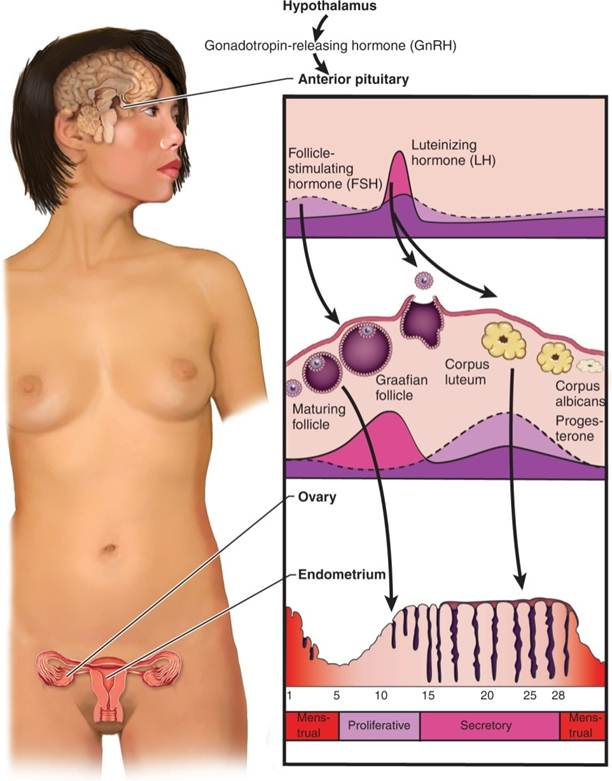 Hypothalamus
Gonadotropin-releasing hormone (GnRH)
Anterior pituitary
Follicle-
stimulating
hormone (FSH)
Luteinizing
hormone (LH)
Maturing
follicle
Graafian
follicle
Corpus
luteum
Corpus
albicans
Proges-
terone
Ovary
Endometrium
1 5 10 15 20 25 28
Mens-
trual
Proliferative
Secretory
Mens-
trual